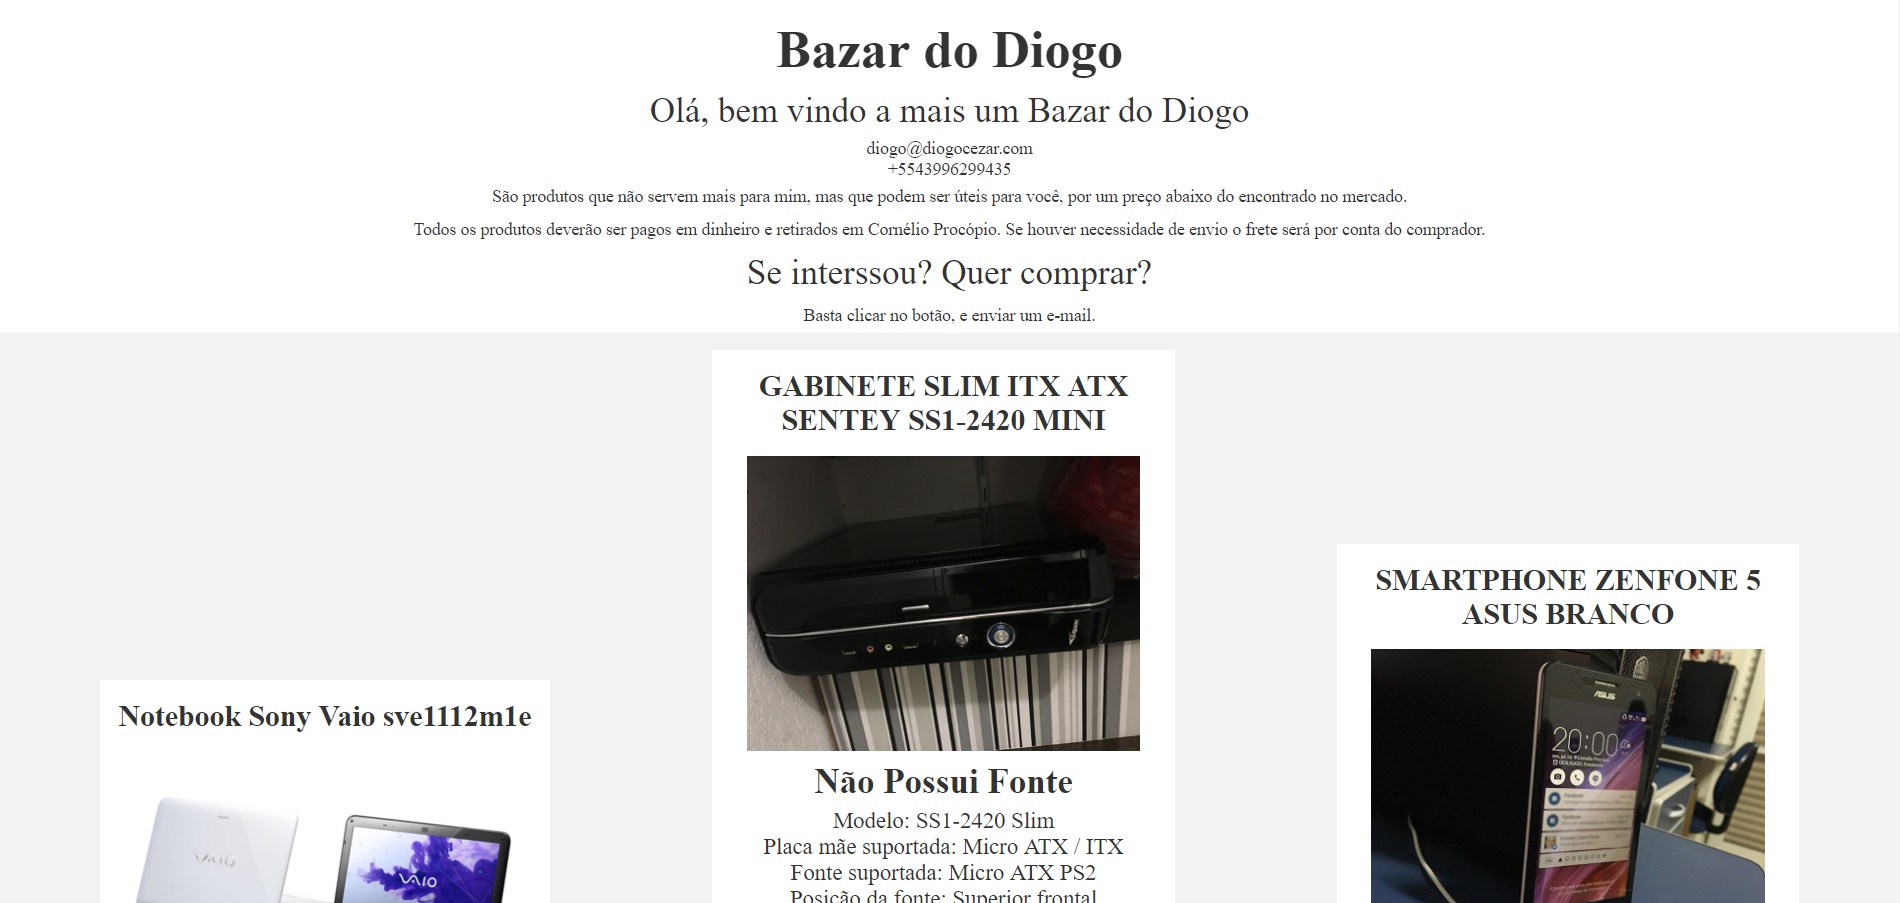 Bazar do Diogo
Olá, bem vindo a mais um Bazar do Diogo
diogo@diogocezar.com
+5543996299435
São produtos que não servem mais para mim, mas que podem ser úteis para você, por um preço abaixo do encontrado no mercado.
Todos os produtos deverão ser pagos em dinheiro e retirados em Cornélio Procópio. Se houver necessidade de envio o frete será por conta do comprador.
Se interssou? Quer comprar?
Basta clicar no botão, e enviar um e-mail.
Notebook Sony Vaio sve1112m1e
VAIO
VAIO
GABINETE SLIM ITX ATX
SENTEY SS1-2420 MINI
Não Possui Fonte
Modelo: SS1-2420 Slim
Placa mãe suportada: Micro ATX / ITX
Fonte suportada: Micro ATX PS2
Posição da fonte: Superior frontal
SMARTPHONE ZENFONE 5
ASUS BRANCO
ASUS
20:00